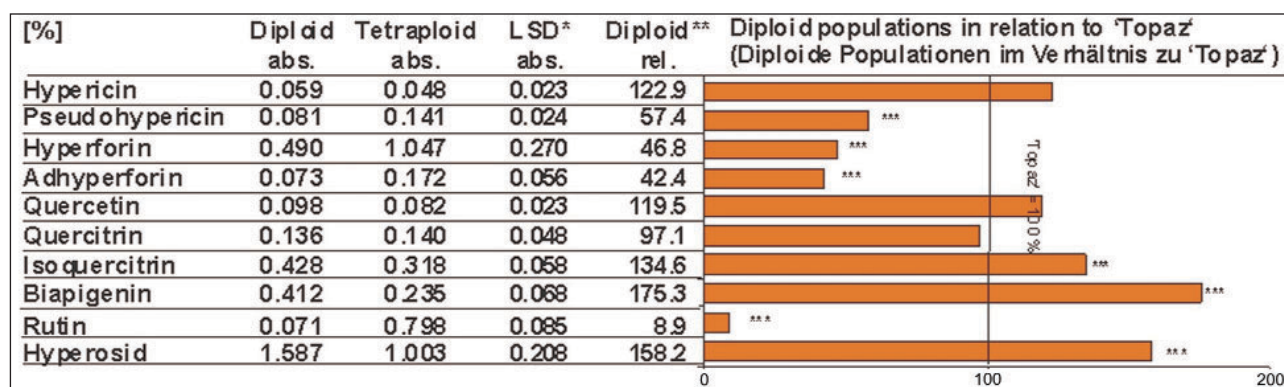 [%] Diploid Tetraploid LSD* Diploid** Diploid populations in relation to 'Topaz'
abs. abs. abs. rel. (Diploide Populationen im Verhältnis zu 'Topaz')
Hypericin 0.059 0.048 0.023 122.9
Pseudohypericin 0.081 0.141 0.024 57.4 ***
Hyperforin 0.490 1.047 0.270 46.8 ***
Adhyperforin 0.073 0.172 0.056 42.4 ***
Quercetin 0.098 0.082 0.023 119.5
Quercitrin 0.136 0.140 0.048 97.1
Isoquercitrin 0.428 0.318 0.058 134.6 ***
Biapigenin 0.412 0.235 0.068 175.3 ***
Rutin 0.071 0.798 0.085 8.9 ***
Hyperosid 1.587 1.003 0.208 158.2 ***
Topaz' = 100%
0 100 200